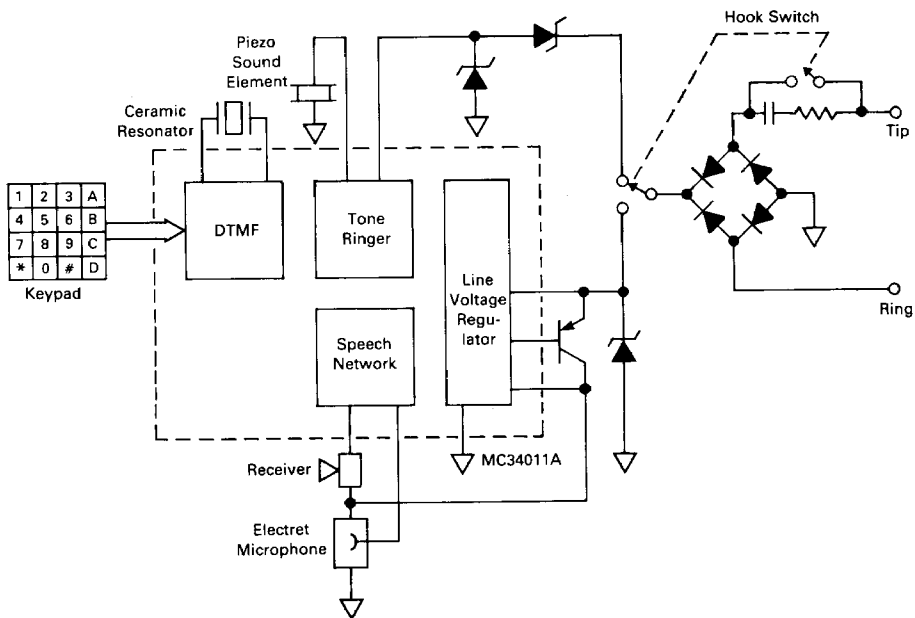 Piezo
Sound
Element
Hook Switch
Ceramic
Resonator
Tip
1 2 3 A
4 5 6 B
7 8 9 C
* 0 # D
Keypad
DTMF
Tone
Ringer
Line
Voltage
Regu-
lator
Ring
Speech
Network
MC34011A
Receiver
Electret
Microphone